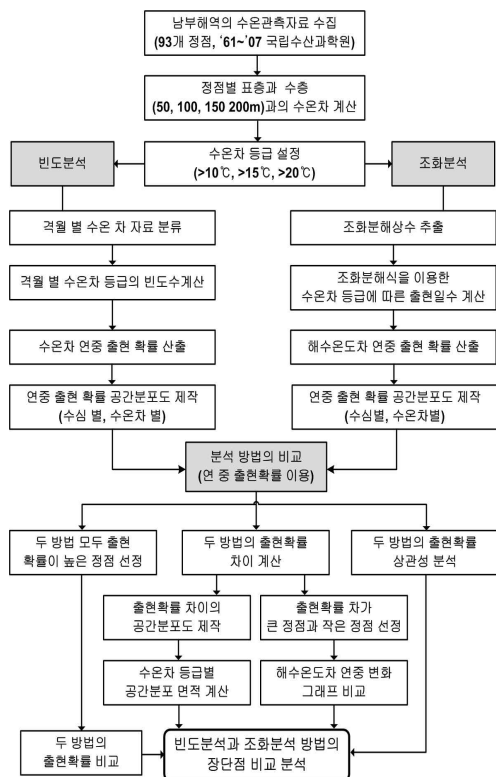 남부해역의 수온관측자료 수집
(93개 정점, ‘61~’07 국립수산과학원)
정점별 표층과 수층
(50, 100, 150 200m)과의 수온차 계산
빈도분석
수온차 등급 설정
(>10℃, >15℃, >20℃)
조화분석
격월 별 수온 차 자료 분류
격월 별 수온차 등급의 빈도수계산
수온차 연중 출현 확률 산출
연중 출현 확률 공간분포도 제작
(수심 별, 수온차 별)
조화분해상수 추출
조화분해식을 이용한
수온차 등급에 따른 출현일수 계산
해수온도차 연중 출현 확률 산출
연중 출현 확률 공간분포도 제작
(수심별, 수온차별)
분석 방법의 비교
(연 중 출현확률 이용)
두 방법 모두 출현
확률이 높은 정점 선정
두 방법의 출현확률
차이 계산
두 방법의 출현확률
상관성 분석
출현확률 차이의
공간분포도 제작
출현확률 차가
큰 정점과 작은 정점 선정
수온차 등급별
공간분포 면적 계산
해수온도차 연중 변화
그래프 비교
두 방법의
출현확률 비교
빈도분석과 조화분석 방법의
장단점 비교 분석